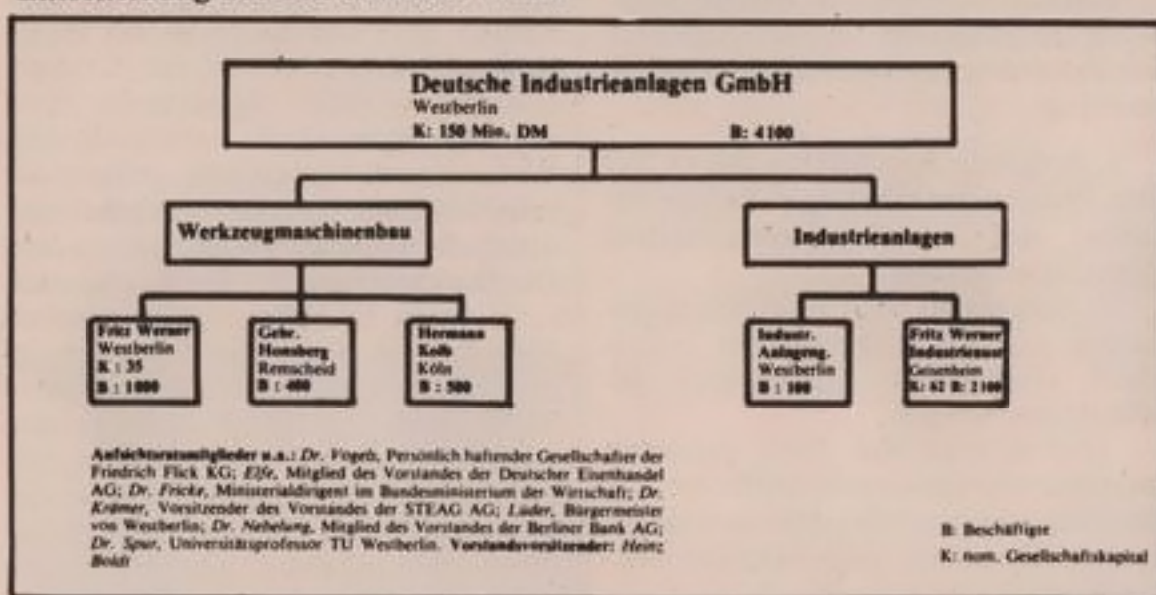 Deutsche Industrieanlagen GmbH
Westberlin
K: 150 Mio. DM B: 4100
Werkzeugmaschinenbau
Industrieanlagen
Fritz Werner
Westberlin
K : 35
B : 1000
Gebr.
Honsberg
Remscheid
B : 400
Hermann
Kolb
Köln
B : 500
Industr.
Anlageng.
Westberlin
B : 100
Fritz Werner
Geisenheim
K: 62 B: 2100
Aufsichtsratsmitglieder u.a.: Dr. Vogels, Persönlich haftender Gesellschafter der
Friedrich Flick KG; Elfe, Mitglied des Vorstandes der Deutscher Eisenhandel
AG; Dr. Fricke, Ministerialdirigent im Bundesministerium der Wirtschaft; Dr.
Krämer, Vorsitzender des Vorstandes der STEAG AG; Lüder, Bürgermeister
von Westberlin; Dr. Nebelung, Mitglied des Vorstandes der Berliner Bank AG;
Dr. Spur, Universitätsprofessor TU Westberlin. Vorstandsvorsitzender: Heinz
Boldt
B: Beschäftigte
K: nom. Gesellschaftskapital